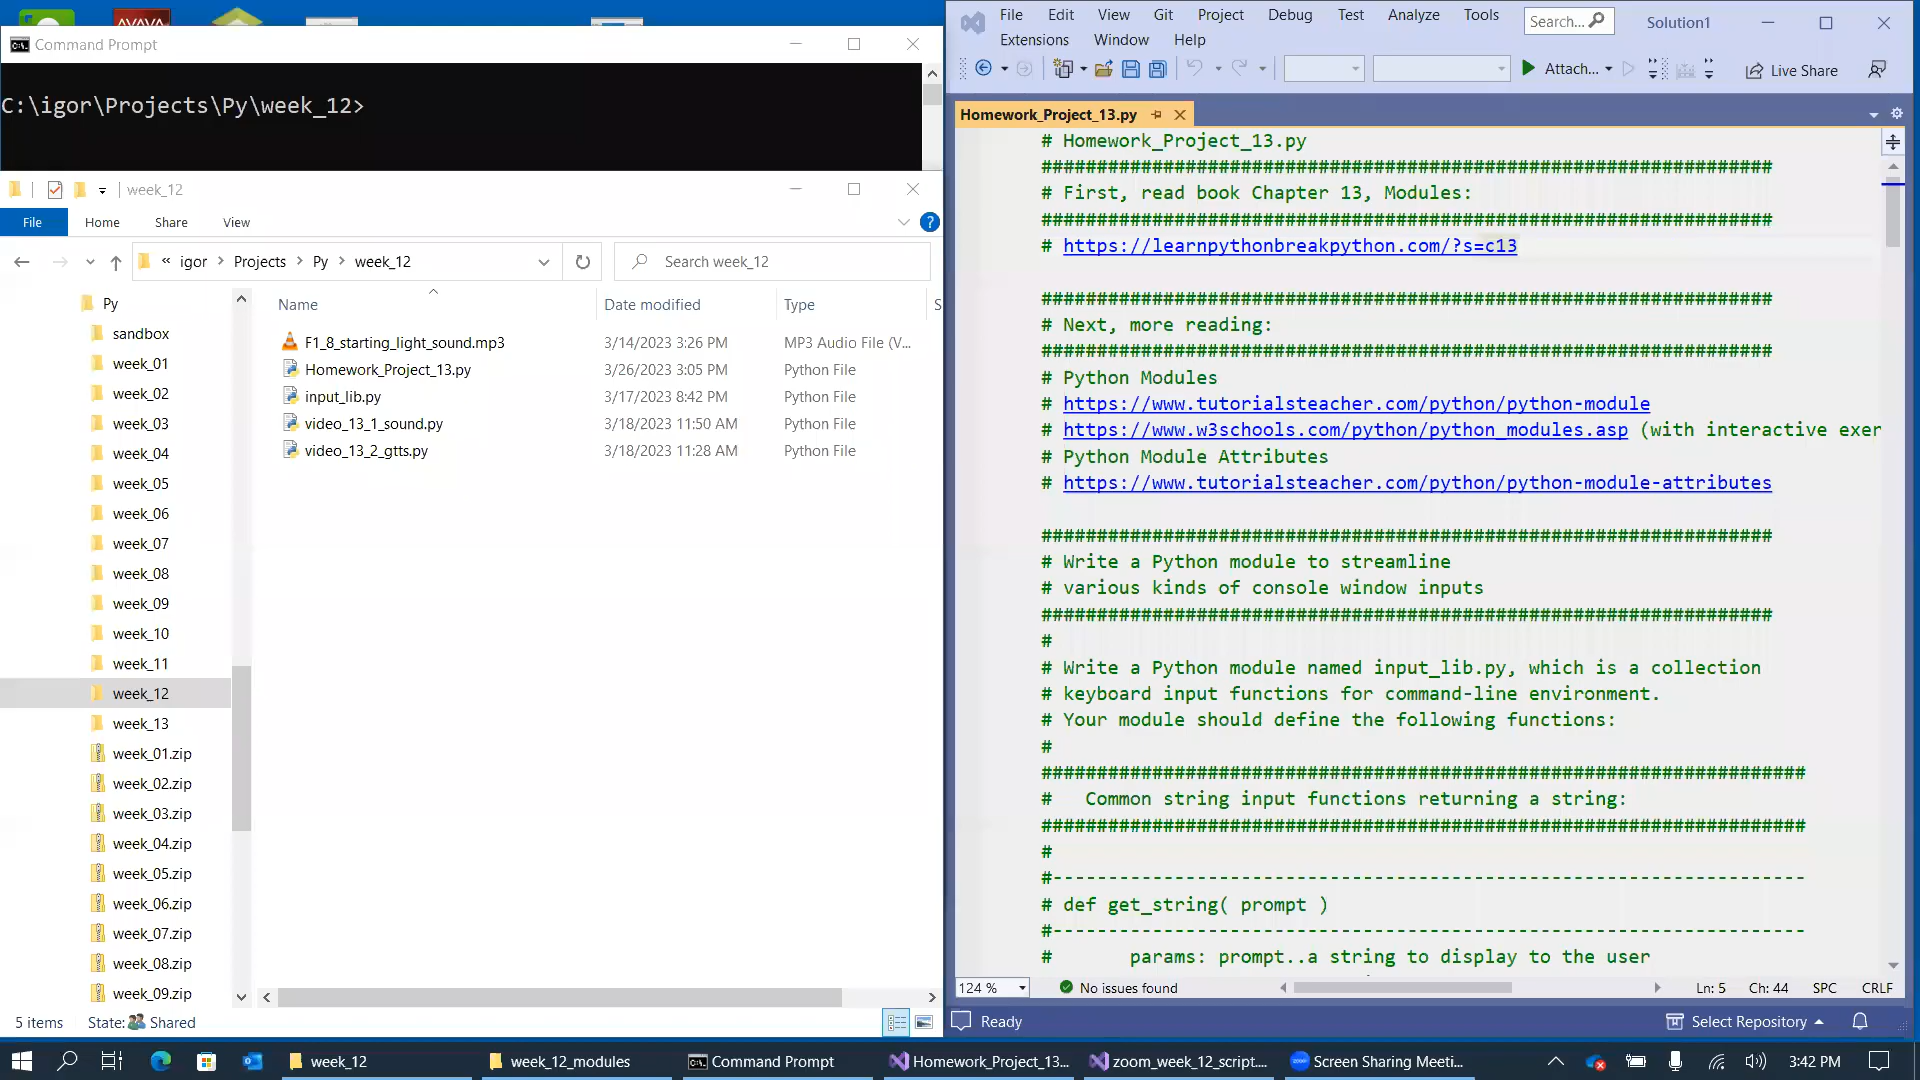 AVAYA
Command Prompt
C:\igor\Projects\Py\week_12>
week_12
File Home Share View
« igor > Projects > Py > week_12
Search week_12
Py
sandbox
week_01
week_02
week_03
week_04
week_05
week_06
week_07
week_08
week_09
week_10
week_11
week_12
week_13
week_01.zip
week_02.zip
week_03.zip
week_04.zip
week_05.zip
week_06.zip
week_07.zip
week_08.zip
week_09.zip
Name Date modified Type S
F1_8_starting_light_sound.mp3 3/14/2023 3:26 PM MP3 Audio File (V...
Homework_Project_13.py 3/26/2023 3:05 PM Python File
input_lib.py 3/17/2023 8:42 PM Python File
video_13_1_sound.py 3/18/2023 11:50 AM Python File
video_13_2_gtts.py 3/18/2023 11:28 AM Python File
5 items State: Shared
File Edit View Git Project Debug Test Analyze Tools
Search...
Solution1
Extensions Window Help
Attach...
Live Share
Homework_Project_13.py
# Homework_Project_13.py
##################################################################
# First, read book Chapter 13, Modules:
##################################################################
# https://learnpythonbreakpython.com/?s=c13
##################################################################
# Next, more reading:
##################################################################
# Python Modules
# https://www.tutorialsteacher.com/python/python-module
# https://www.w3schools.com/python/python_modules.asp (with interactive exer
# Python Module Attributes
# https://www.tutorialsteacher.com/python/python-module-attributes
##################################################################
# Write a Python module to streamline
# various kinds of console window inputs
##################################################################
#
# Write a Python module named input_lib.py, which is a collection
# keyboard input functions for command-line environment.
# Your module should define the following functions:
#
#####################################################################
#   Common string input functions returning a string:
#####################################################################
#
#--------------------------------------------------------------------
# def get_string( prompt )
#--------------------------------------------------------------------
#       params: prompt..a string to display to the user
124 %
No issues found
Ln: 5 Ch: 44 SPC CRLF
Ready
Select Repository
week_12
week_12_modules
Command Prompt
Homework_Project_13...
zoom_week_12_script...
Screen Sharing Meeti...
3:42 PM